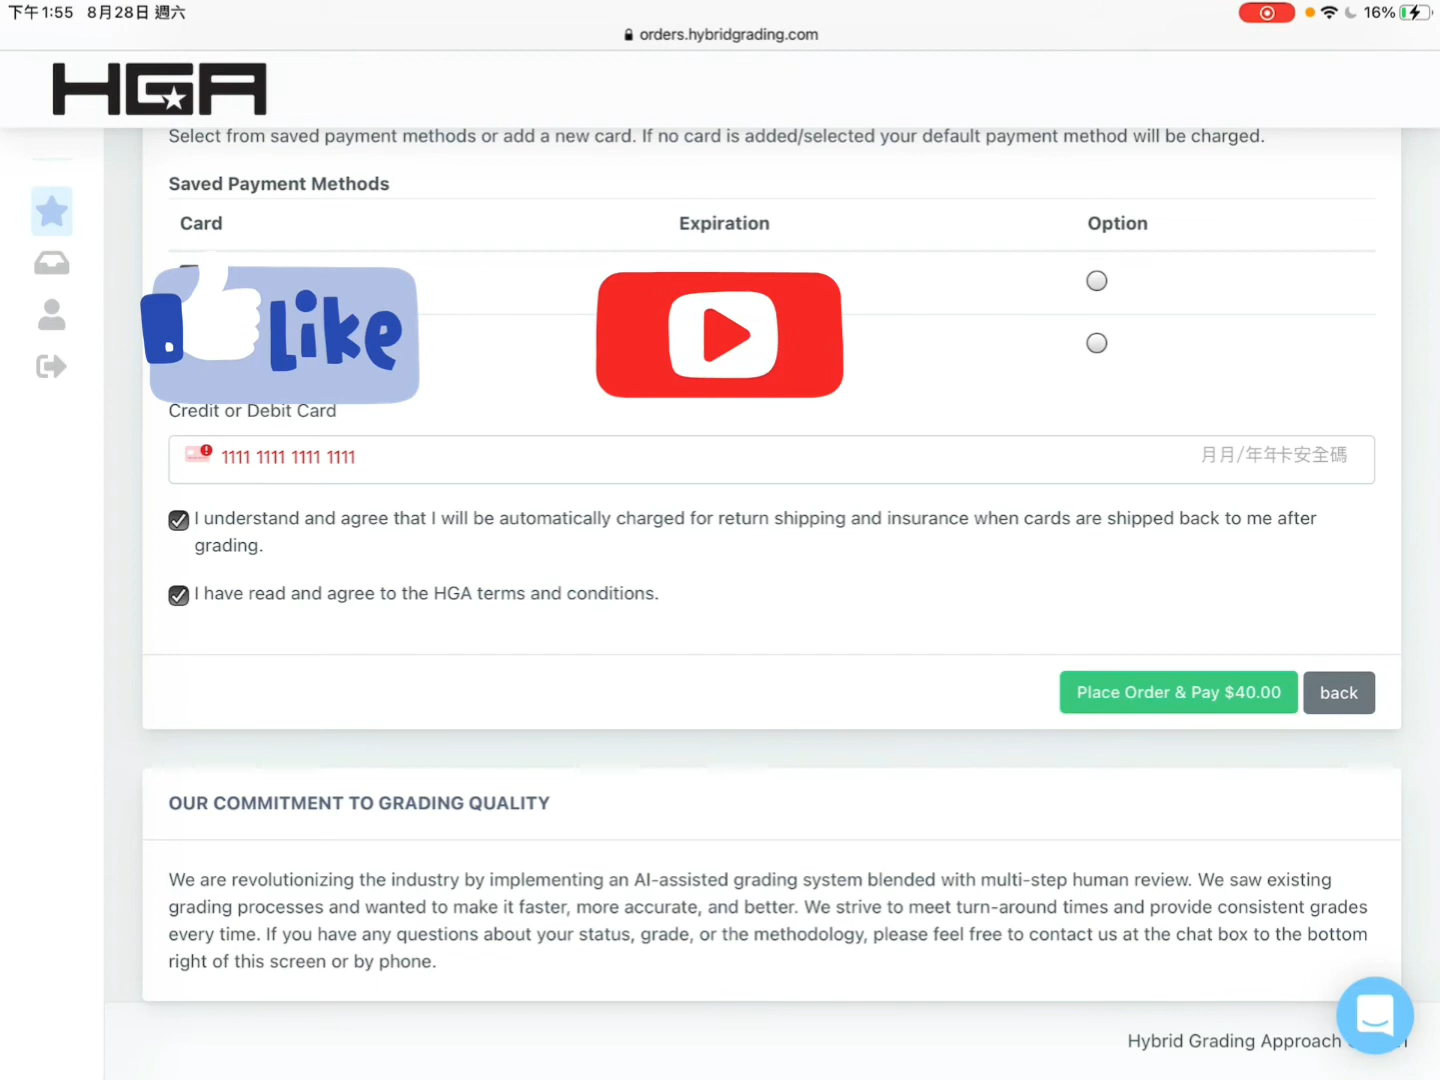 下午1:55 8月28日 週六
16%
orders.hybridgrading.com
HGA
Select from saved payment methods or add a new card. If no card is added/selected your default payment method will be charged.
Saved Payment Methods
Card Expiration Option
Like
Credit or Debit Card
1111 1111 1111 1111 月月/年年 卡安全碼
I understand and agree that I will be automatically charged for return shipping and insurance when cards are shipped back to me after
grading.
I have read and agree to the HGA terms and conditions.
Place Order & Pay $40.00 back
OUR COMMITMENT TO GRADING QUALITY
We are revolutionizing the industry by implementing an AI-assisted grading system blended with multi-step human review. We saw existing
grading processes and wanted to make it faster, more accurate, and better. We strive to meet turn-around times and provide consistent grades
every time. If you have any questions about your status, grade, or the methodology, please feel free to contact us at the chat box to the bottom
right of this screen or by phone.
Hybrid Grading Approach